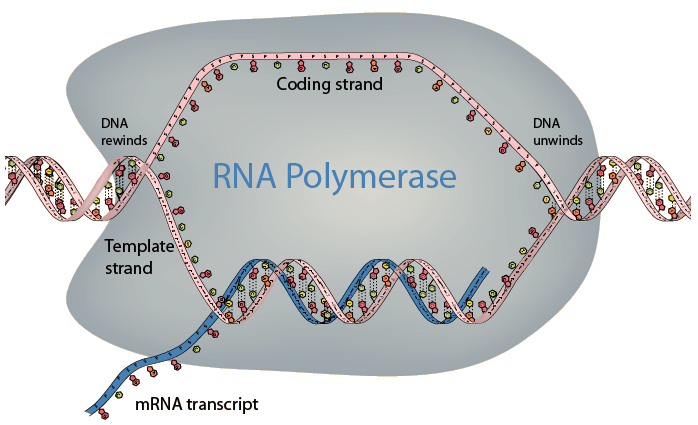 Coding strand
DNA
rewinds
DNA
unwinds
RNA Polymerase
Template
strand
mRNA transcript